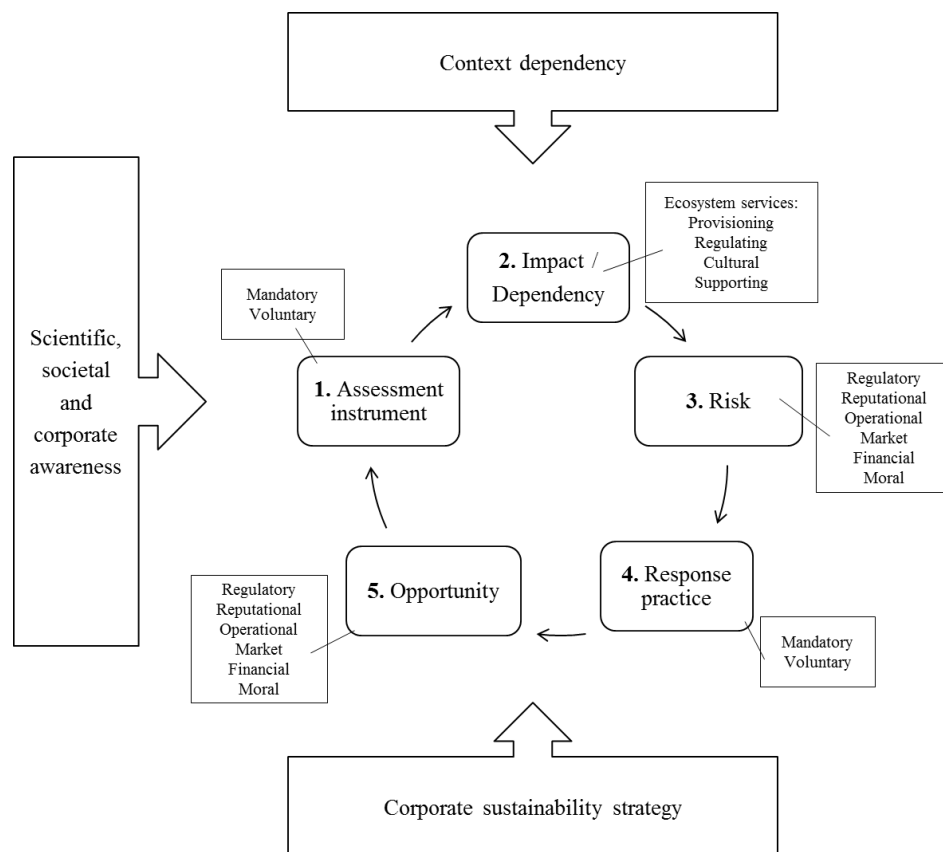 Context dependency
Scientific,
societal
and
corporate
awareness
Mandatory
Voluntary
1. Assessment
instrument
2. Impact /
Dependency
Ecosystem services:
Provisioning
Regulating
Cultural
Supporting
3. Risk
Regulatory
Reputational
Operational
Market
Financial
Moral
4. Response
practice
Mandatory
Voluntary
5. Opportunity
Regulatory
Reputational
Operational
Market
Financial
Moral
Corporate sustainability strategy